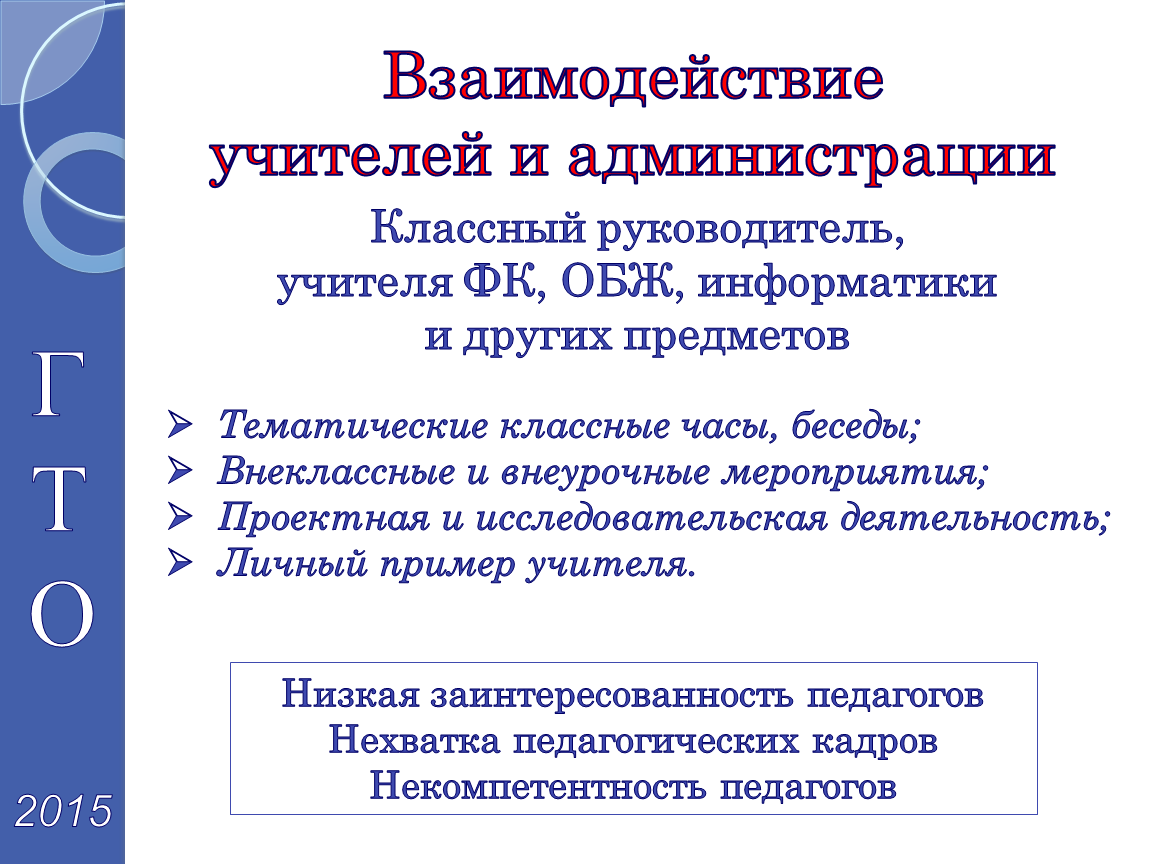 Взаимодействие
учителей и администрации
Классный руководитель,
учителя ФК, ОБЖ, информатики
и других предметов
Тематические классные часы, беседы;
Внеклассные и внеурочные мероприятия;
Проектная и исследовательская деятельность;
Личный пример учителя.
Низкая заинтересованность педагогов
Нехватка педагогических кадров
Некомпетентность педагогов
Г
Т
О
2015